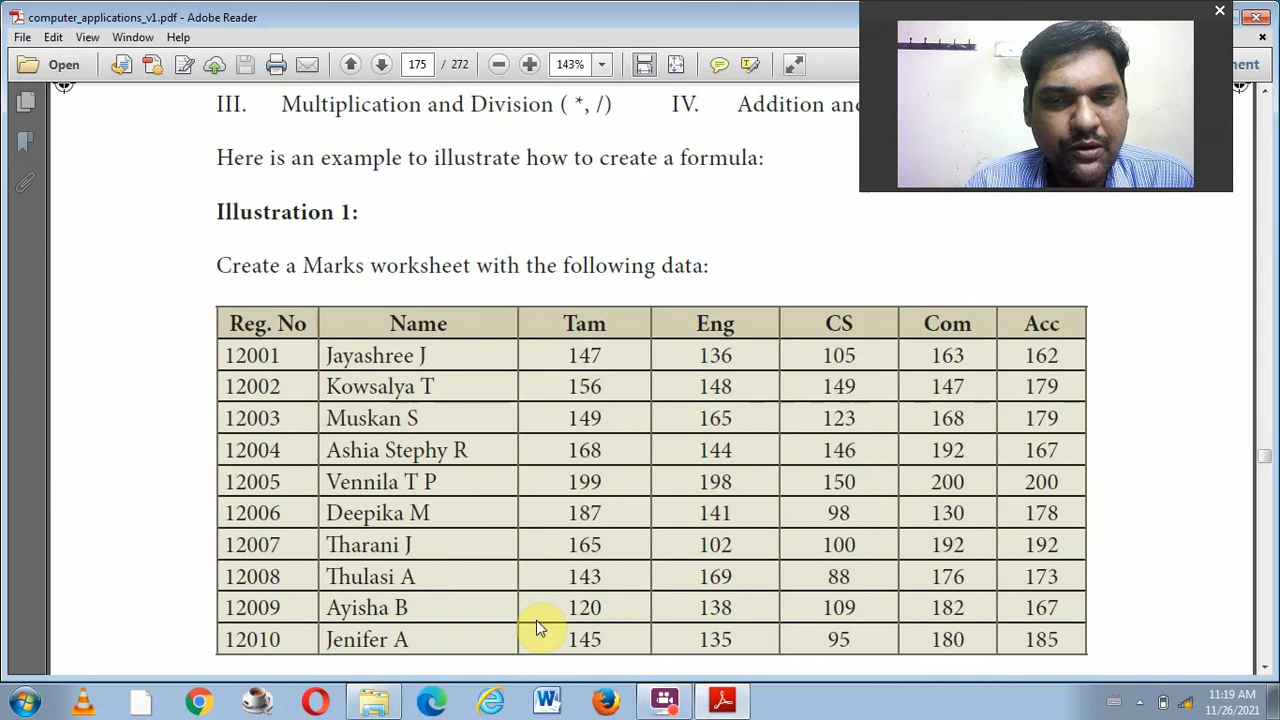 computer_applications_v1.pdf - Adobe Reader
File Edit View Window Help
Open 175 / 272 143%
III. Multiplication and Division ( *, /) IV. Addition and
Here is an example to illustrate how to create a formula:
Illustration 1:
Create a Marks worksheet with the following data:
Reg. No Name Tam Eng CS Com Acc
12001 Jayashree J 147 136 105 163 162
12002 Kowsalya T 156 148 149 147 179
12003 Muskan S 149 165 123 168 179
12004 Ashia Stephy R 168 144 146 192 167
12005 Vennila T P 199 198 150 200 200
12006 Deepika M 187 141 98 130 178
12007 Tharani J 165 102 100 192 192
12008 Thulasi A 143 169 88 176 173
12009 Ayisha B 120 138 109 182 167
12010 Jenifer A 145 135 95 180 185
11:19 AM
11/26/2021